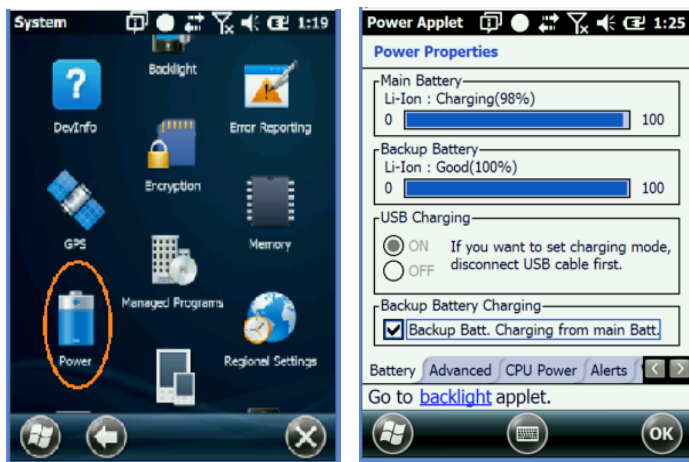 System 1:19
Backlight
DevInfo
Error Reporting
Encryption
GPS
Memory
Managed Programs
Power
Regional Settings
Power Applet 1:25
Power Properties
Main Battery
Li-Ion : Charging(98%)
0 100
Backup Battery
Li-Ion : Good(100%)
0 100
USB Charging
ON If you want to set charging mode,
OFF disconnect USB cable first.
Backup Battery Charging
Backup Batt. Charging from main Batt.
Battery Advanced CPU Power Alerts
Go to backlight applet.
OK